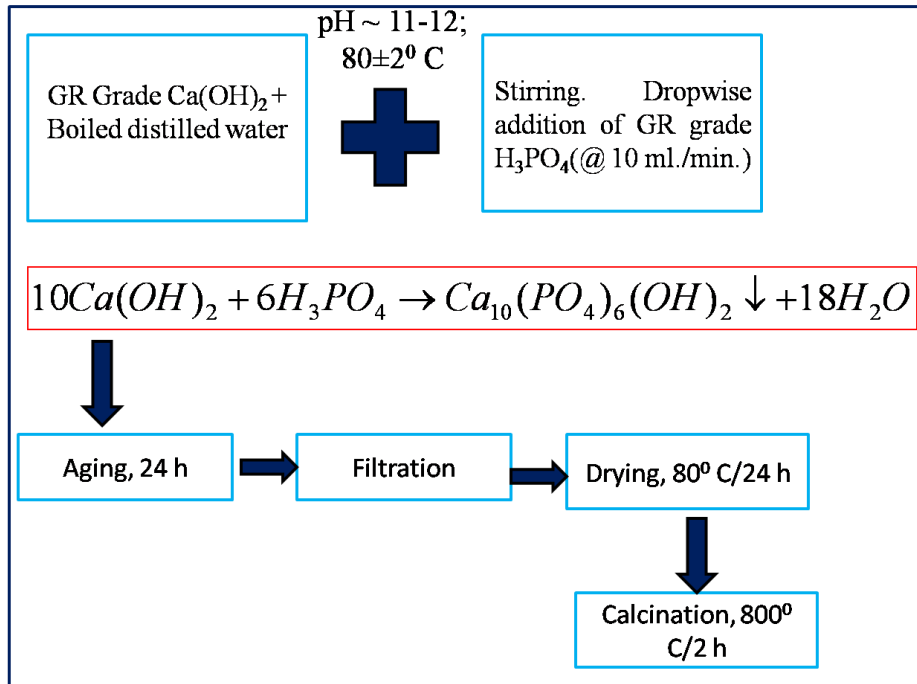 pH ~ 11-12;
80±2⁰ C
GR Grade Ca(OH)₂ +
Boiled distilled water
Stirring. Dropwise
addition of GR grade
H₃PO₄(@ 10 ml./min.)
10Ca(OH)₂ + 6H₃PO₄ → Ca₁₀(PO₄)₆(OH)₂ ↓ +18H₂O
Aging, 24 h
Filtration
Drying, 80⁰ C/24 h
Calcination, 800⁰
C/2 h